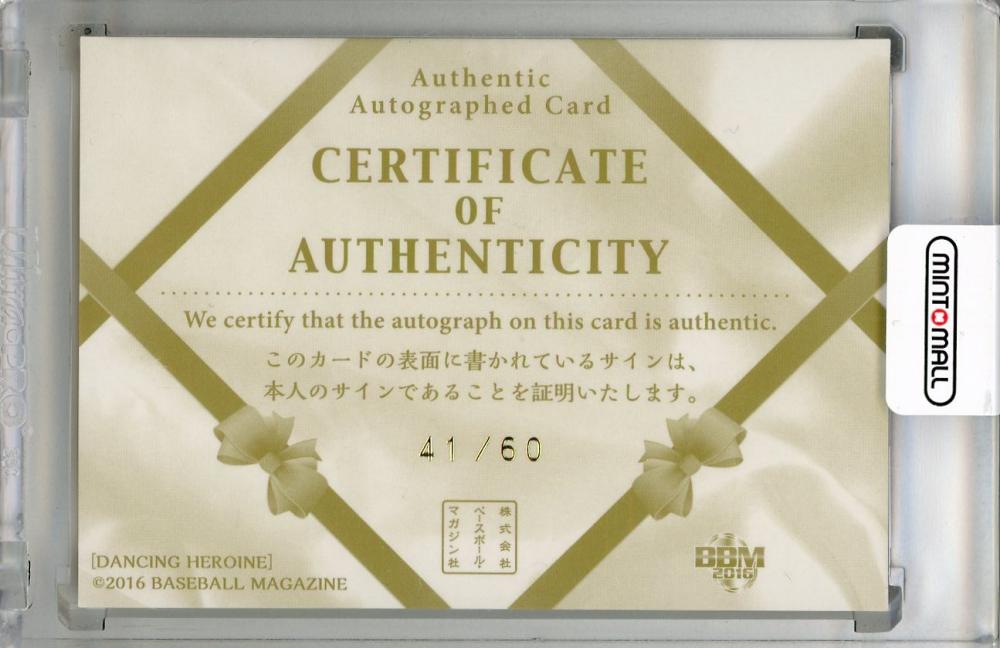 Authentic
Autographed Card
CERTIFICATE
OF
AUTHENTICITY
We certify that the autograph on this card is authentic.
このカードの表面に書かれているサインは、
本人のサインであることを証明いたします。
41/60
株式会社
ベースボール・
マガジン社
[DANCING HEROINE]
©2016 BASEBALL MAGAZINE
BBM
2016
MINTOMALL